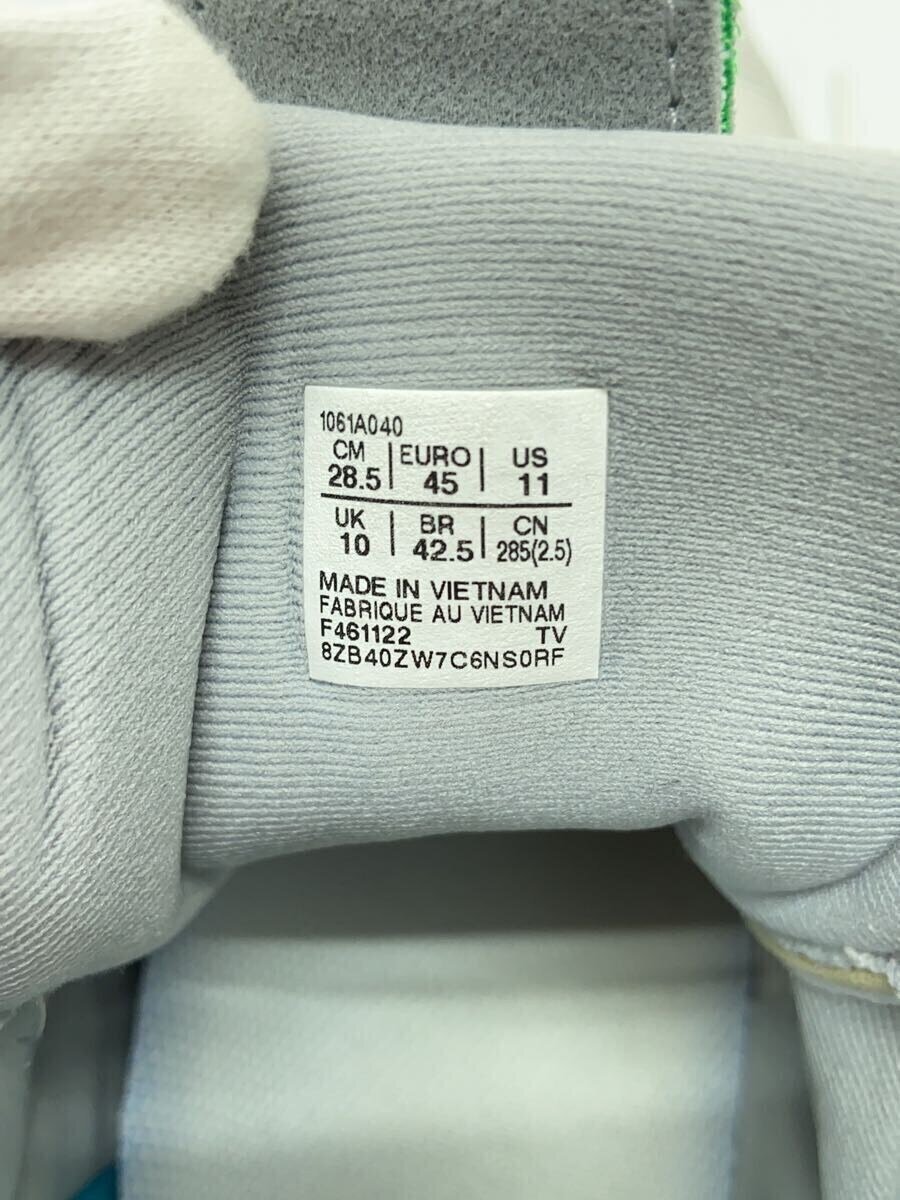 1061A040
CM | EURO | US
28.5 | 45 | 11
UK | BR | CN
10 | 42.5 | 285(2.5)
MADE IN VIETNAM
FABRIQUE AU VIETNAM
F461122 TV
8ZB40ZW7C6NS0RF